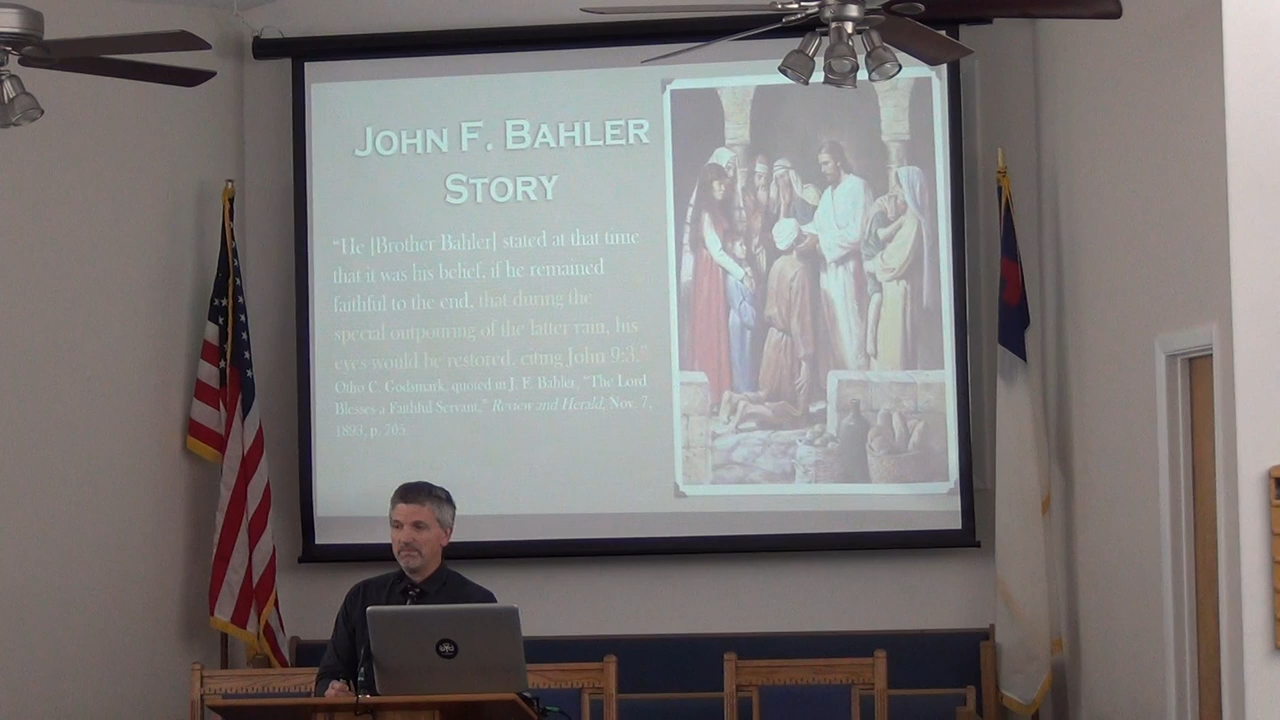 JOHN F. BAHLER
STORY
“He [Brother Bahler] stated at that time
that it was his belief, if he remained
faithful to the end, that during the
special outpouring of the latter rain, his
eyes would be restored, citing John 9:3.”
Otho C. Godsmark, quoted in J. F. Bahler, “The Lord
Blesses a Faithful Servant,” Review and Herald, Nov. 7,
1893, p. 705.